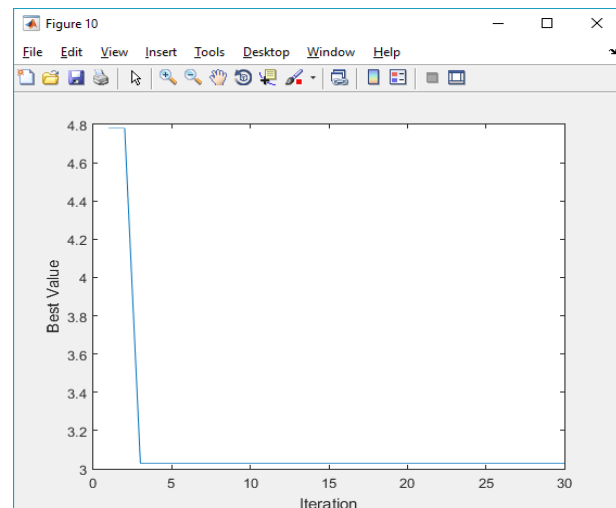 Figure 10
File Edit View Insert Tools Desktop Window Help
4.8
4.6
4.4
4.2
4
3.8
3.6
3.4
3.2
3
Best Value
0 5 10 15 20 25 30
Iteration